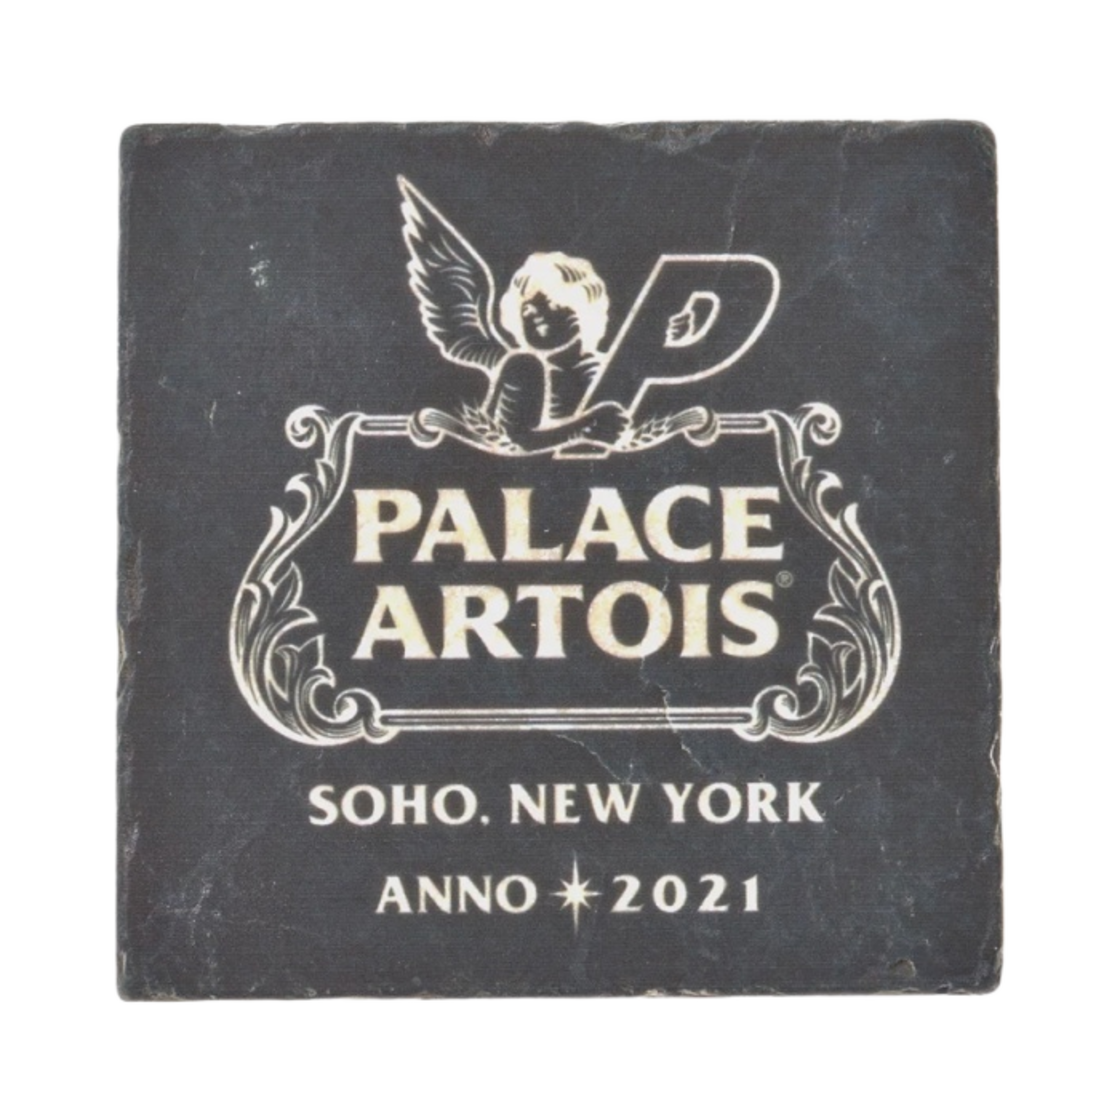 P
PALACE
ARTOIS®
SOHO. NEW YORK
ANNO 2021